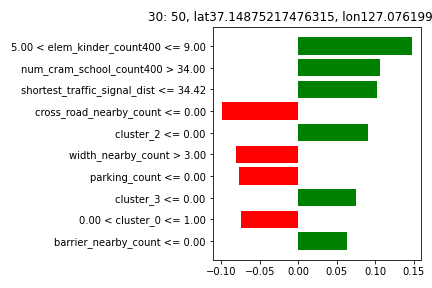 30: 50, lat37.14875217476315, lon127.076199
5.00 < elem_kinder_count400 <= 9.00
num_cram_school_count400 > 34.00
shortest_traffic_signal_dist <= 34.42
cross_road_nearby_count <= 0.00
cluster_2 <= 0.00
width_nearby_count > 3.00
parking_count <= 0.00
cluster_3 <= 0.00
0.00 < cluster_0 <= 1.00
barrier_nearby_count <= 0.00
−0.10 −0.05 0.00 0.05 0.10 0.15